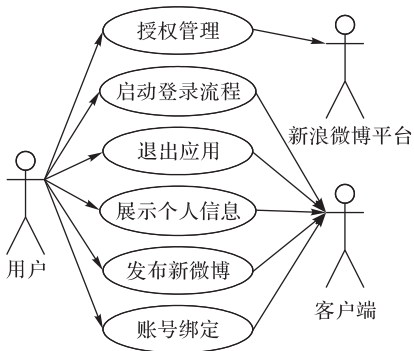 授权管理
启动登录流程
新浪微博平台
退出应用
展示个人信息
用户
发布新微博
客户端
账号绑定